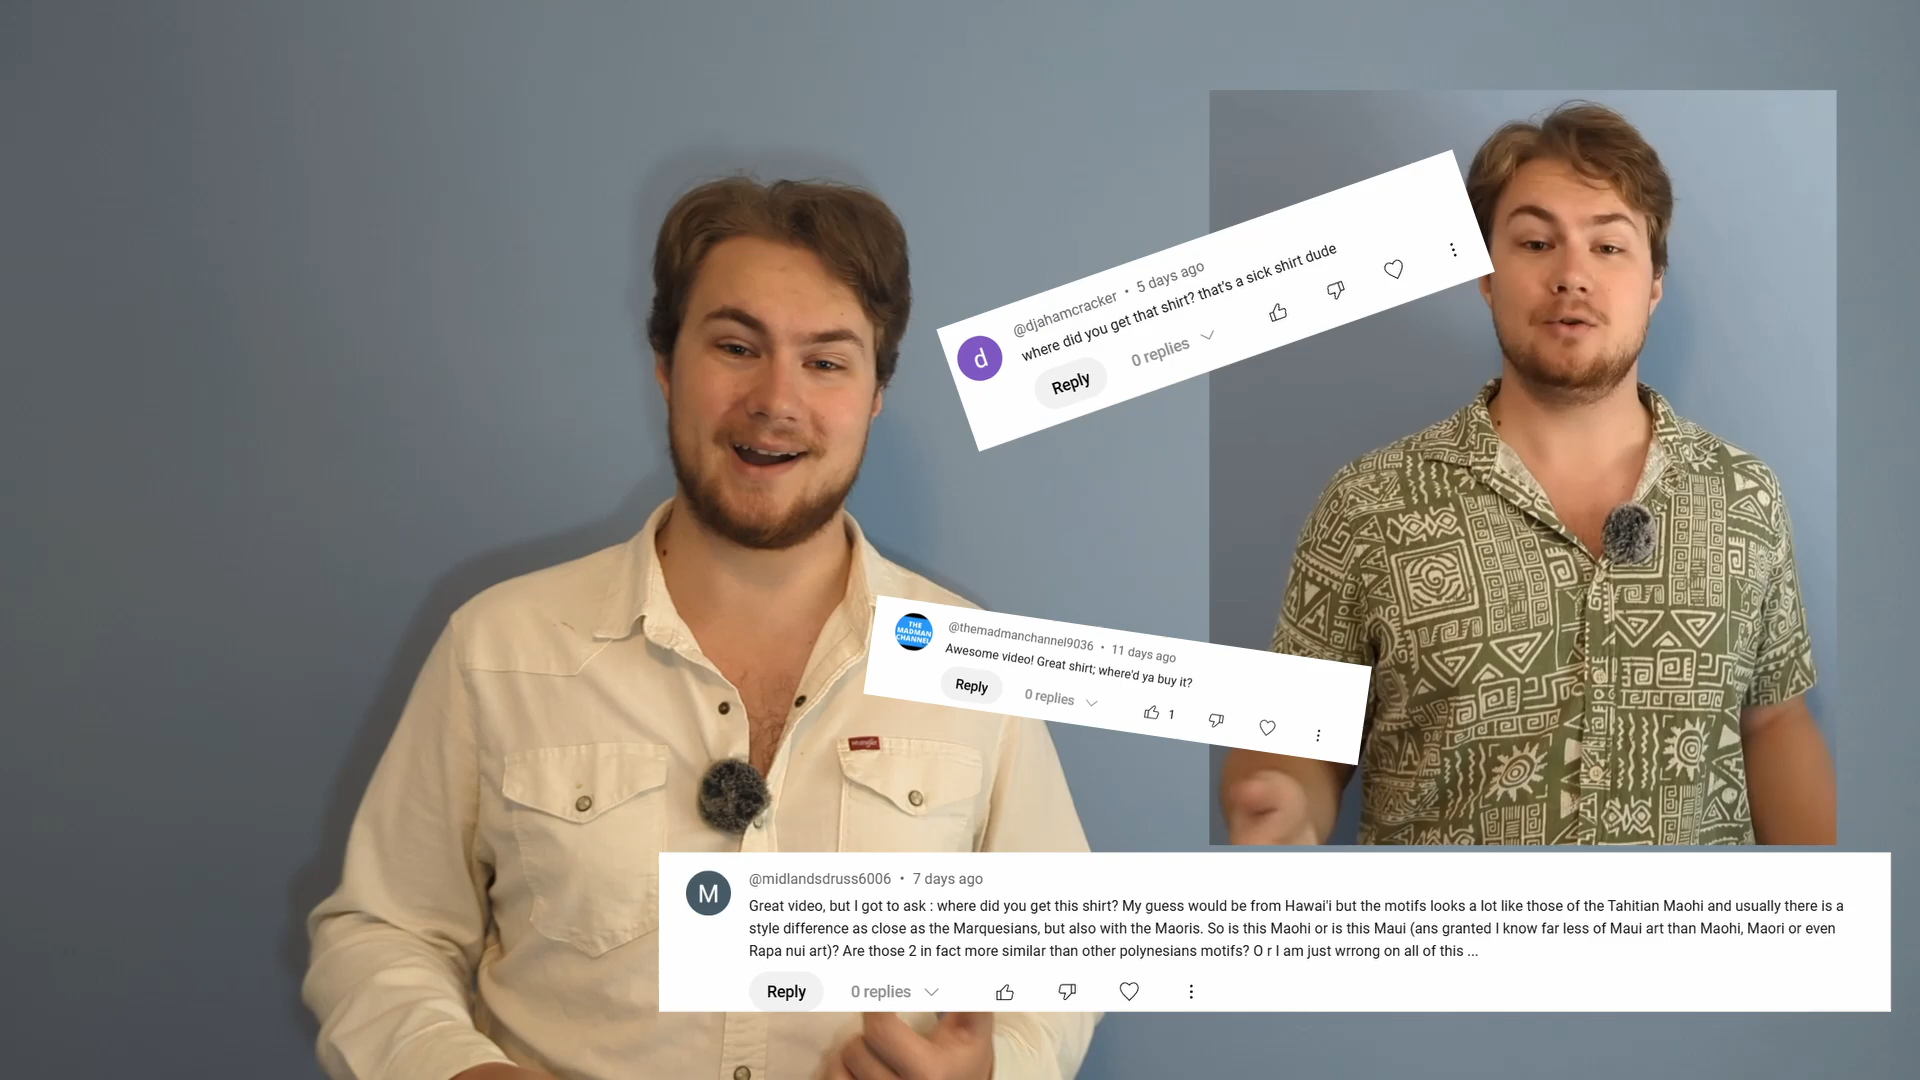 @djahamcracker • 5 days ago
where did you get that shirt? that's a sick shirt dude
Reply 0 replies
d
THE MADMAN CHANNEL
@themadmanchannel9036 • 11 days ago
Awesome video! Great shirt; where'd ya buy it?
Reply 0 replies 1
Wrangler
M
@midlandsdruss6006 • 7 days ago
Great video, but I got to ask : where did you get this shirt? My guess would be from Hawai'i but the motifs looks a lot like those of the Tahitian Maohi and usually there is a
style difference as close as the Marquesians, but also with the Maoris. So is this Maohi or is this Maui (ans granted I know far less of Maui art than Maohi, Maori or even
Rapa nui art)? Are those 2 in fact more similar than other polynesians motifs? O r I am just wrrong on all of this ...
Reply 0 replies